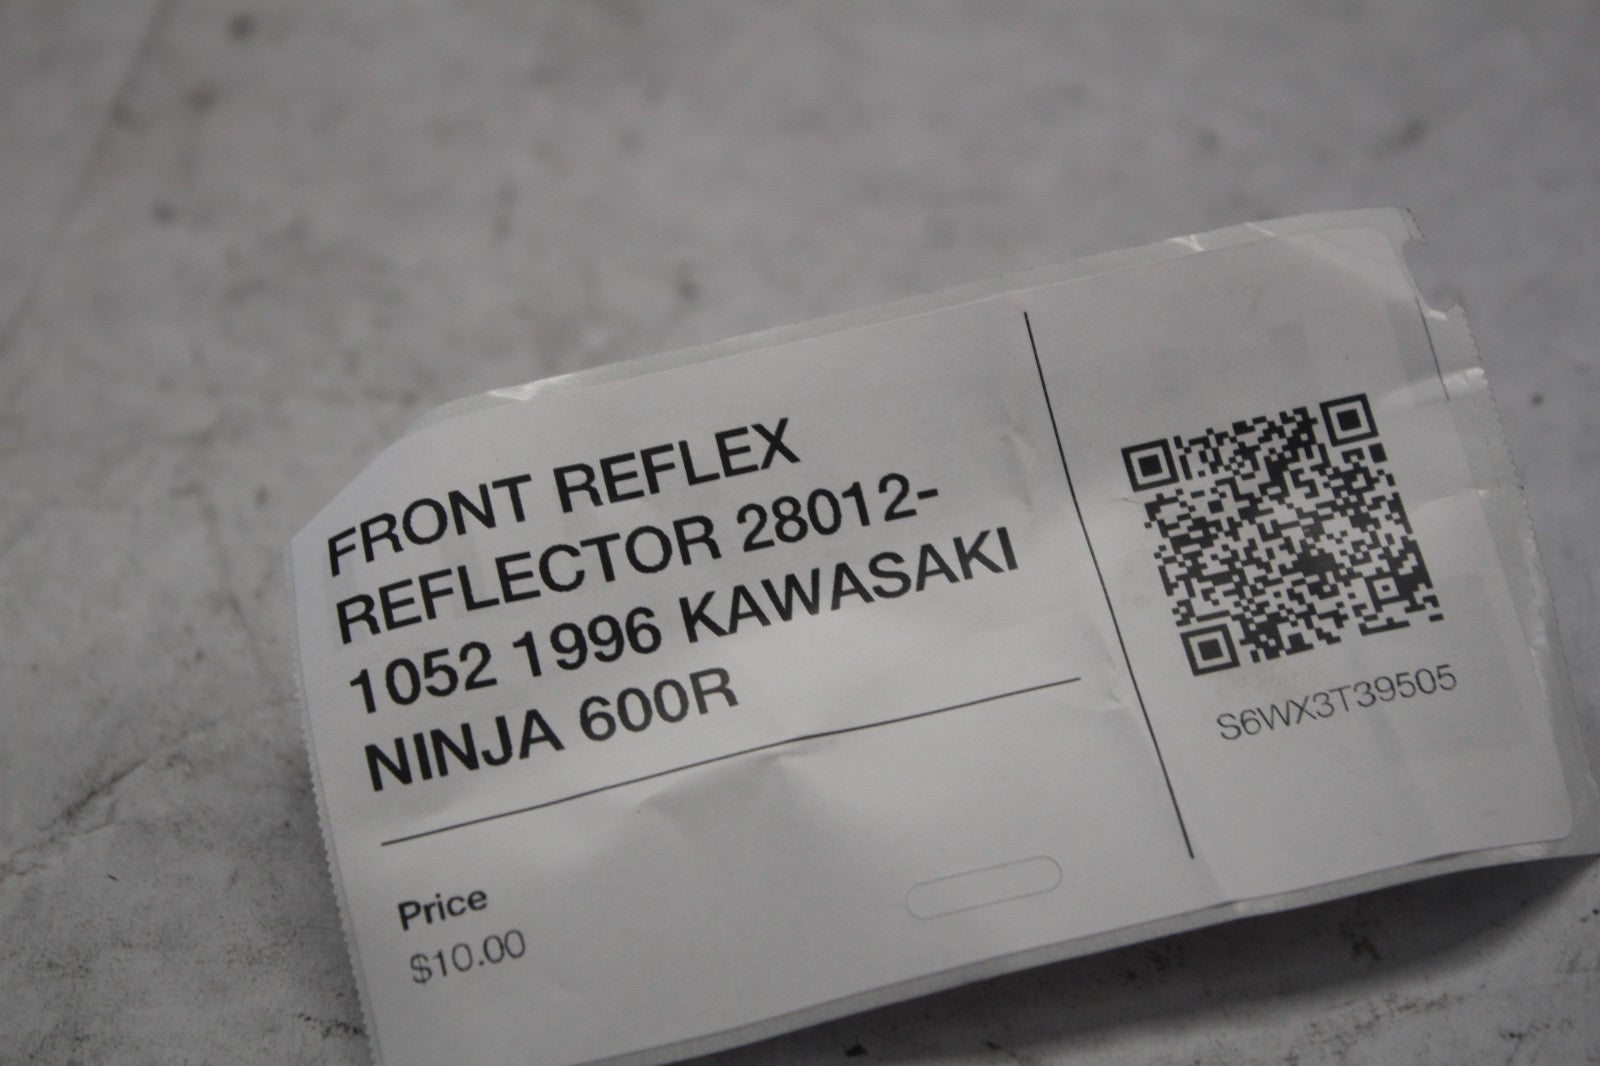 FRONT REFLEX
REFLECTOR 28012-
1052 1996 KAWASAKI
NINJA 600R
Price
$10.00
S6WX3T39505